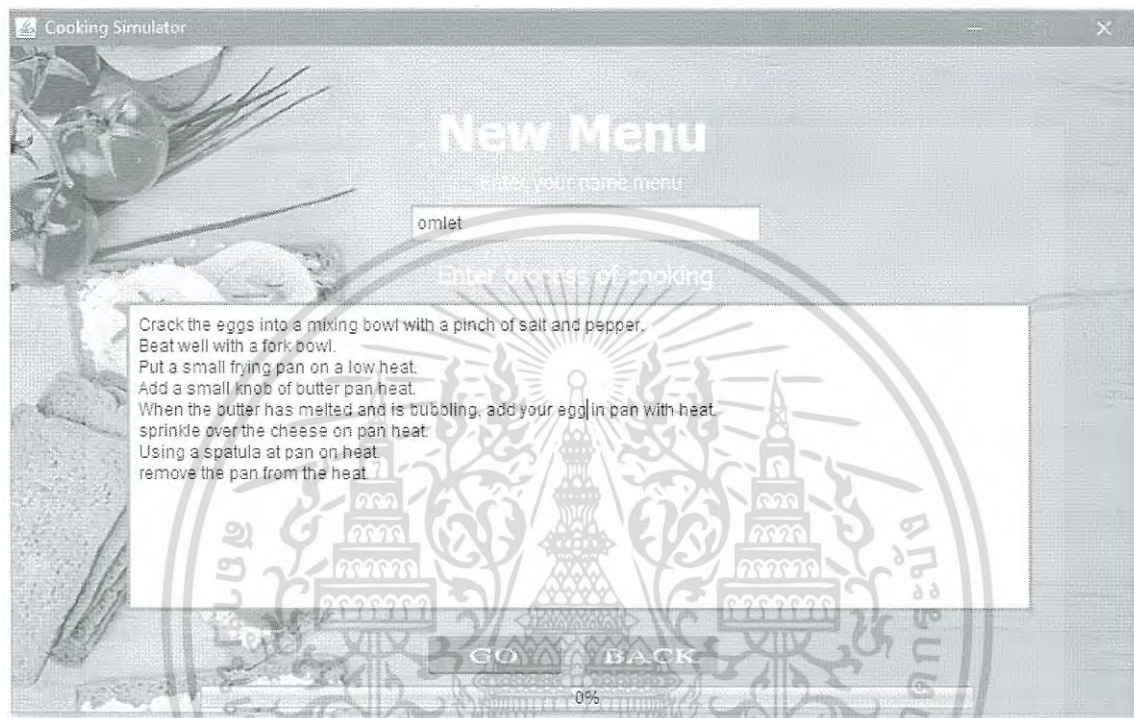 Cooking Simulator
New Menu
Enter your name menu
omlet
Enter process of cooking
Crack the eggs into a mixing bowl with a pinch of salt and pepper.
Beat well with a fork bowl.
Put a small frying pan on a low heat.
Add a small knob of butter pan heat.
When the butter has melted and is bubbling, add your egg in pan with heat.
sprinkle over the cheese on pan heat.
Using a spatula at pan on heat.
remove the pan from the heat.
GO BACK
0%